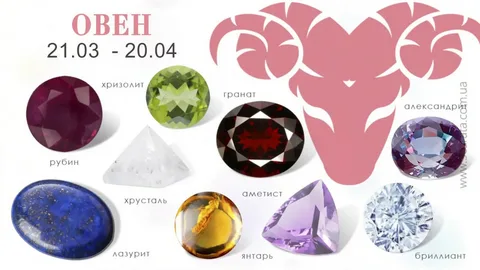 ОВЕН
21.03 - 20.04
хризолит
гранат
александрит
рубин
хрусталь
аметист
лазурит
янтарь
бриллиант